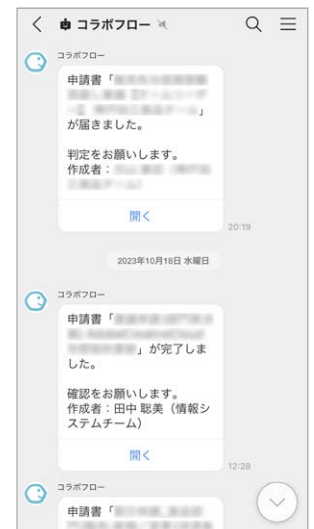 コラボフロー
コラボフロー
申請書「
」
が届きました。
判定をお願いします。
作成者：
開く
20:19
2023年10月18日 水曜日
コラボフロー
申請書「
」が完了しま
した。
確認をお願いします。
作成者：田中 聡美（情報シ
ステムチーム）
開く
12:28
コラボフロー
申請書「